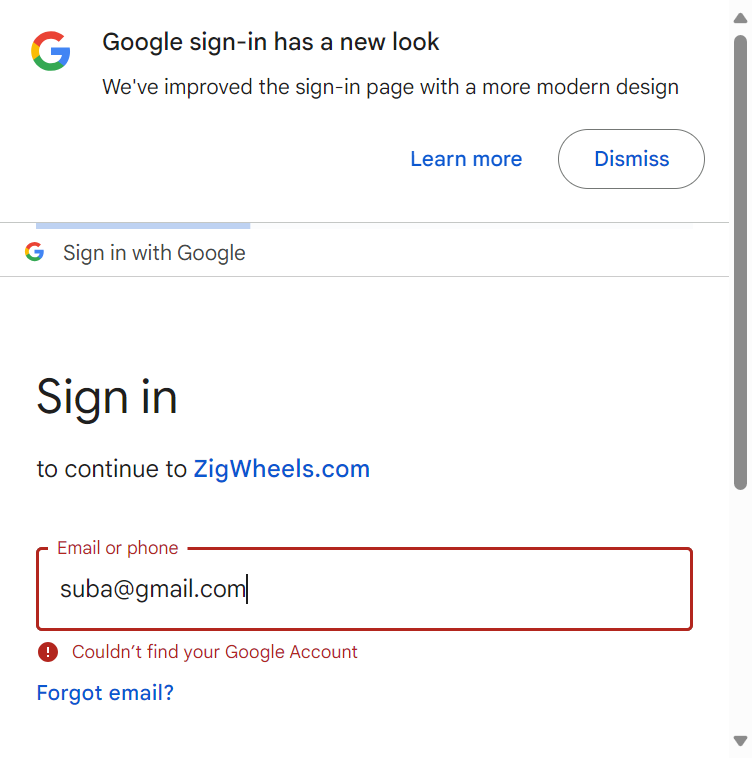 Google sign-in has a new look
We've improved the sign-in page with a more modern design
Learn more
Dismiss
Sign in with Google
Sign in
to continue to ZigWheels.com
Email or phone
suba@gmail.com
Couldn’t find your Google Account
Forgot email?